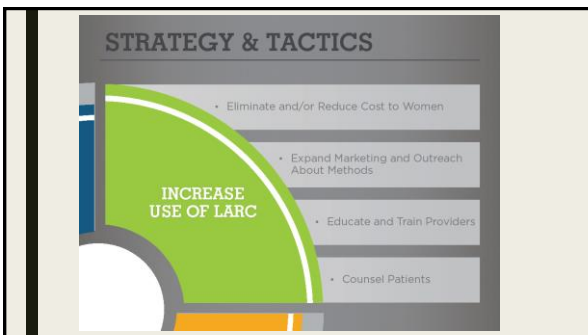 STRATEGY & TACTICS
• Eliminate and/or Reduce Cost to Women
• Expand Marketing and Outreach
About Methods
INCREASE
USE OF LARC
• Educate and Train Providers
• Counsel Patients